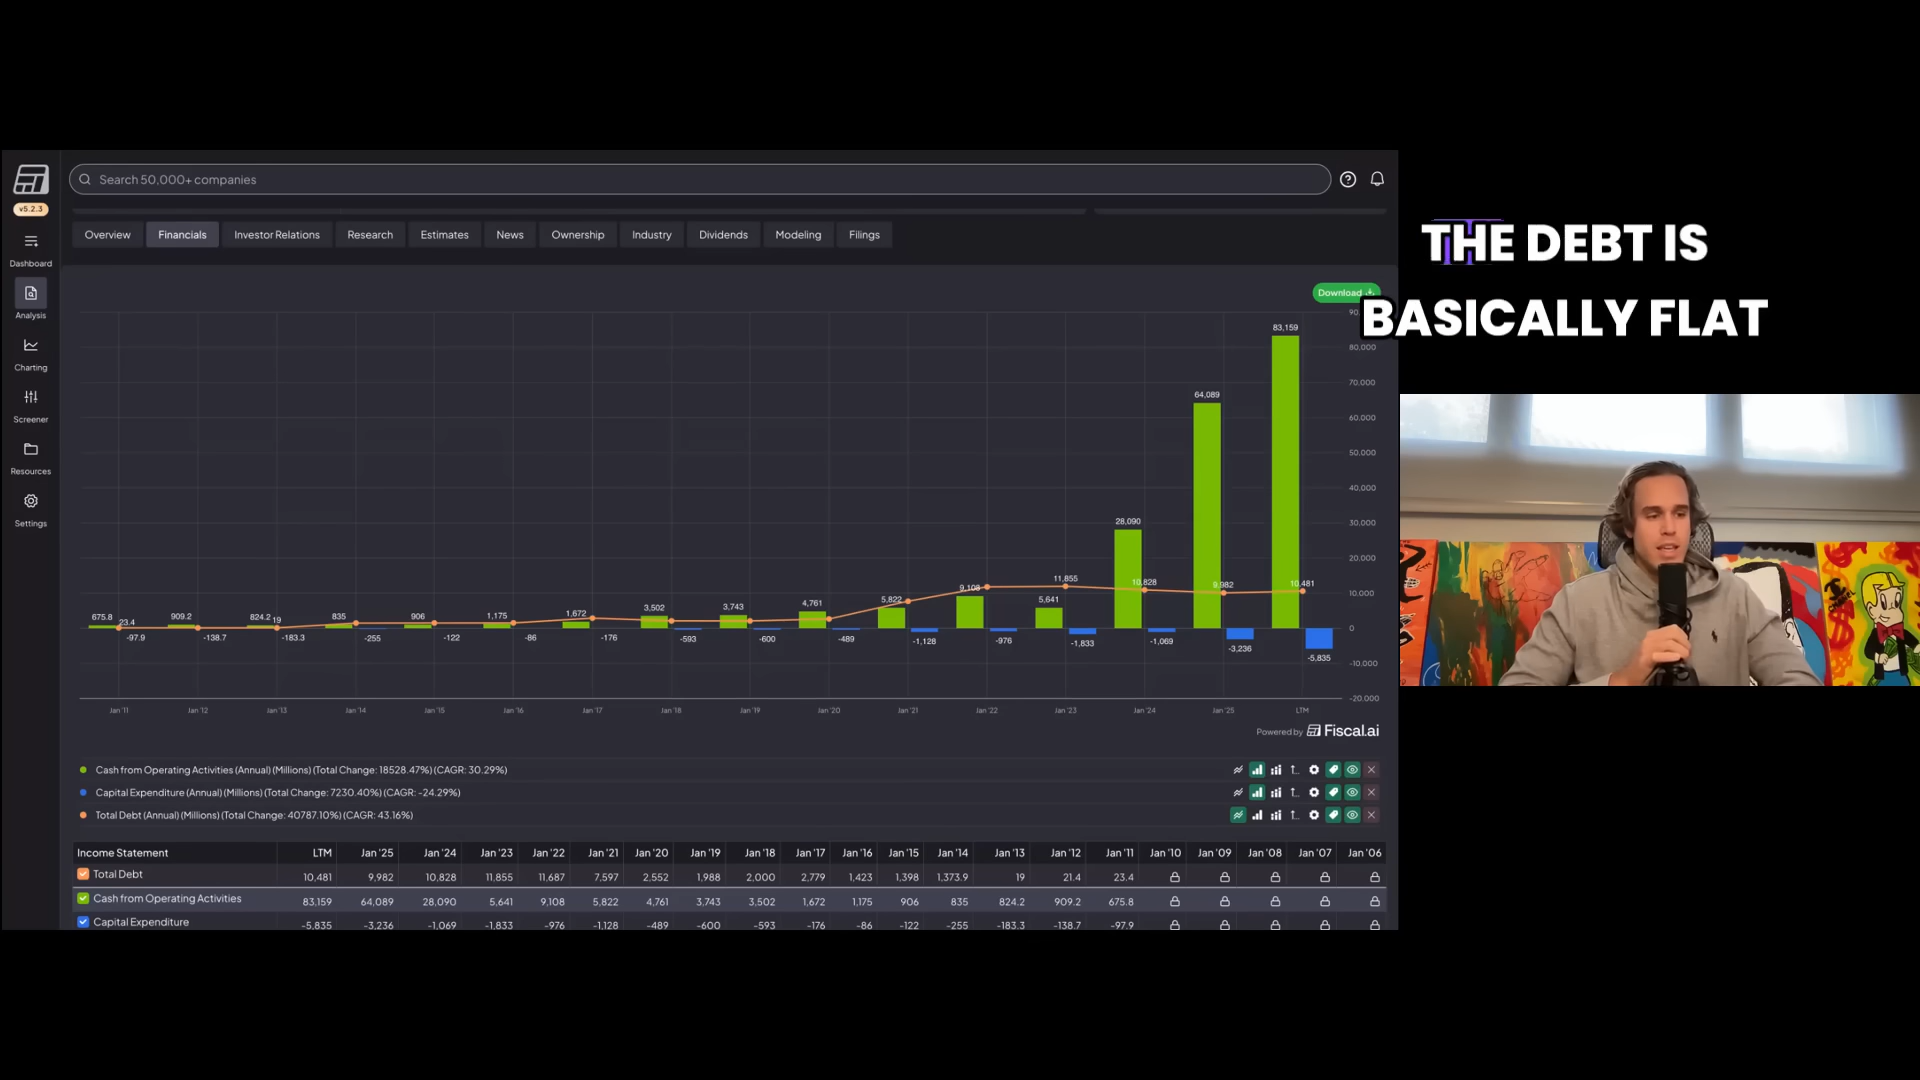 Search 50,000+ companies
v5.2.3
Dashboard
Analysis
Charting
Screener
Resources
Settings
Overview Financials Investor Relations Research Estimates News Ownership Industry Dividends Modeling Filings
Download
THE DEBT IS
BASICALLY FLAT
80,000
70,000
60,000
50,000
40,000
30,000
20,000
10,000
0
-10,000
-20,000
675.8 909.2 824.2 835 906 1,175 1,672 3,502 3,743 4,761 5,822 9,108 5,641 28,090 64,089 83,159
23.4 19 11,855 10,828 9,982 10,481
-97.9 -138.7 -183.3 -255 -122 -86 -176 -593 -600 -489 -1,128 -976 -1,833 -1,069 -3,236 -5,835
Jan '11 Jan '12 Jan '13 Jan '14 Jan '15 Jan '16 Jan '17 Jan '18 Jan '19 Jan '20 Jan '21 Jan '22 Jan '23 Jan '24 Jan '25 LTM
Powered by Fiscal.ai
Cash from Operating Activities (Annual) (Millions) (Total Change: 18528.47%) (CAGR: 30.29%)
Capital Expenditure (Annual) (Millions) (Total Change: 7230.40%) (CAGR: -24.29%)
Total Debt (Annual) (Millions) (Total Change: 40787.10%) (CAGR: 43.16%)
Income Statement LTM Jan '25 Jan '24 Jan '23 Jan '22 Jan '21 Jan '20 Jan '19 Jan '18 Jan '17 Jan '16 Jan '15 Jan '14 Jan '13 Jan '12 Jan '11 Jan '10 Jan '09 Jan '08 Jan '07 Jan '06
Total Debt 10,481 9,982 10,828 11,855 11,687 7,597 2,552 1,988 2,000 2,779 1,423 1,398 1,373.9 19 21.4 23.4
Cash from Operating Activities 83,159 64,089 28,090 5,641 9,108 5,822 4,761 3,743 3,502 1,672 1,175 906 835 824.2 909.2 675.8
Capital Expenditure -5,835 -3,236 -1,069 -1,833 -976 -1,128 -489 -600 -593 -176 -86 -122 -255 -183.3 -138.7 -97.9